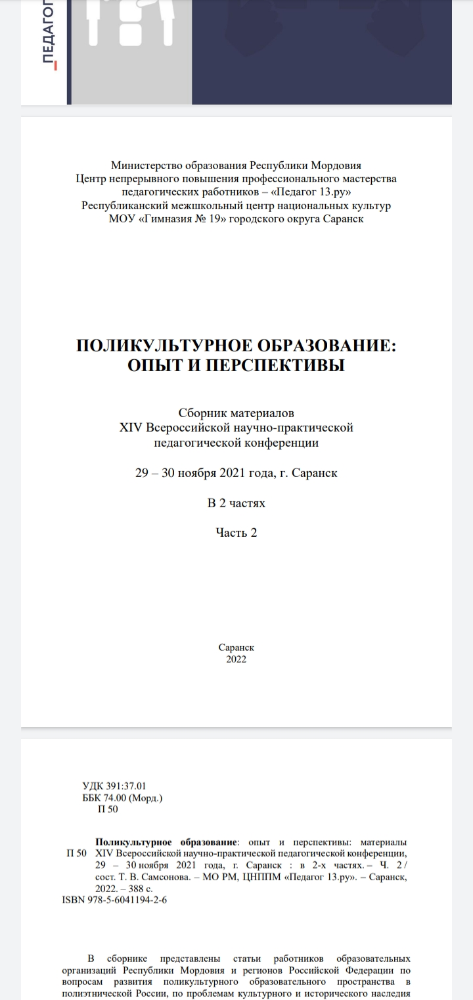 ПЕДАГОГ
Министерство образования Республики Мордовия
Центр непрерывного повышения профессионального мастерства
педагогических работников – «Педагог 13.ру»
Республиканский межшкольный центр национальных культур
МОУ «Гимназия № 19» городского округа Саранск
ПОЛИКУЛЬТУРНОЕ ОБРАЗОВАНИЕ:
ОПЫТ И ПЕРСПЕКТИВЫ
Сборник материалов
XIV Всероссийской научно-практической
педагогической конференции
29 – 30 ноября 2021 года, г. Саранск
В 2 частях
Часть 2
Саранск
2022
УДК 391:37.01
ББК 74.00 (Морд.)
П 50
Поликультурное образование: опыт и перспективы: материалы
П 50 XIV Всероссийской научно-практической педагогической конференции,
29 – 30 ноября 2021 года, г. Саранск : в 2-х частях. – Ч. 2 /
сост. Т. В. Самсонова. – МО РМ, ЦНППМ «Педагог 13.ру». – Саранск,
2022. – 388 с.
ISBN 978-5-6041194-2-6
В сборнике представлены статьи работников образовательных
организаций Республики Мордовия и регионов Российской Федерации по
вопросам развития поликультурного образовательного пространства в
полиэтнической России, по проблемам культурного и исторического наследия